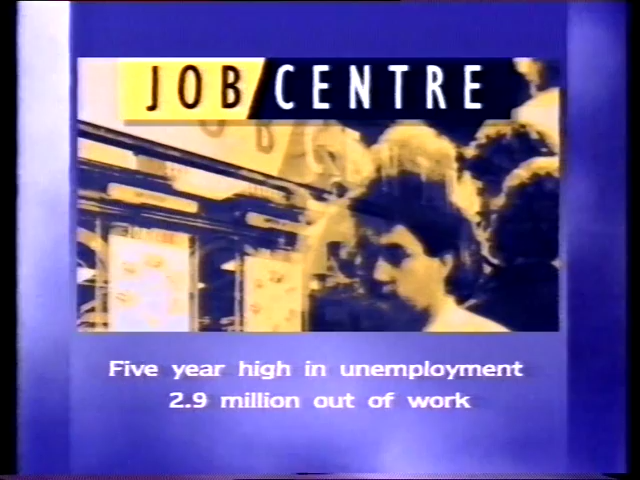 JOB CENTRE
Five year high in unemployment
2.9 million out of work